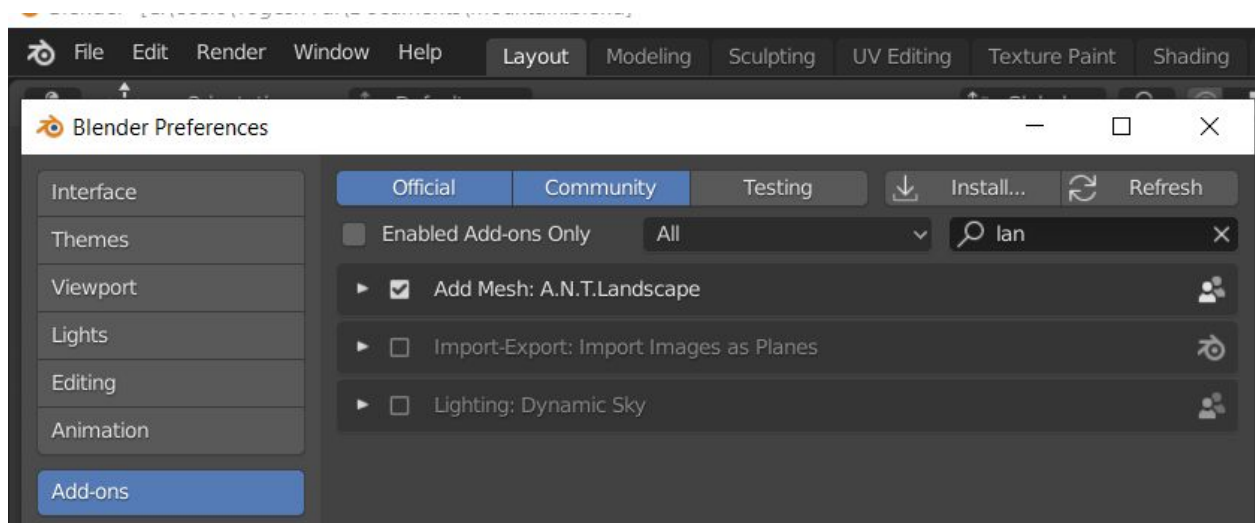 File Edit Render Window Help Layout Modeling Sculpting UV Editing Texture Paint Shading
Blender Preferences
Interface
Themes
Viewport
Lights
Editing
Animation
Add-ons
Official Community Testing Install... Refresh
Enabled Add-ons Only All lan
Add Mesh: A.N.T.Landscape
Import-Export: Import Images as Planes
Lighting: Dynamic Sky